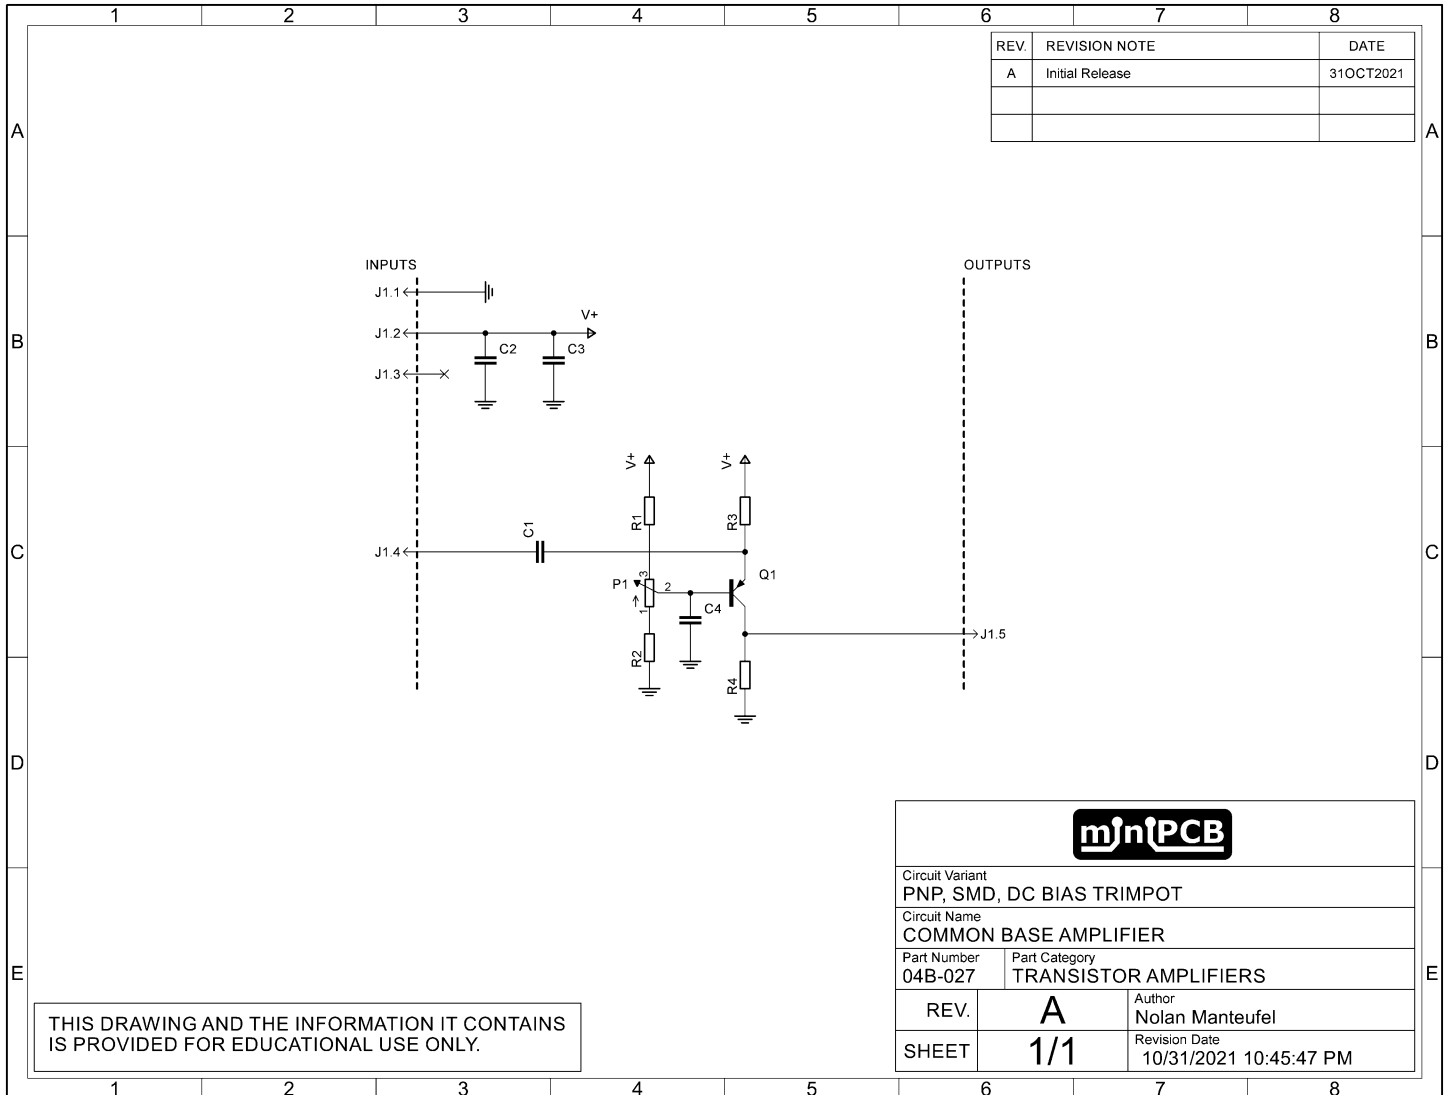 1 2 3 4 5 6 7 8
REV. REVISION NOTE DATE
A Initial Release 31OCT2021
A A
INPUTS OUTPUTS
J1.1
V+
J1.2
B B
C2 C3
J1.3
V+ V+
R1 R3
C1
J1.4
C C
3
P1 2 Q1
1 C4
J1.5
R2
R4
D D
miniPCB
Circuit Variant
PNP, SMD, DC BIAS TRIMPOT
Circuit Name
COMMON BASE AMPLIFIER
Part Number Part Category
04B-027 TRANSISTOR AMPLIFIERS
E E
REV. A Author
Nolan Manteufel
SHEET 1/1 Revision Date
10/31/2021 10:45:47 PM
THIS DRAWING AND THE INFORMATION IT CONTAINS
IS PROVIDED FOR EDUCATIONAL USE ONLY.
1 2 3 4 5 6 7 8